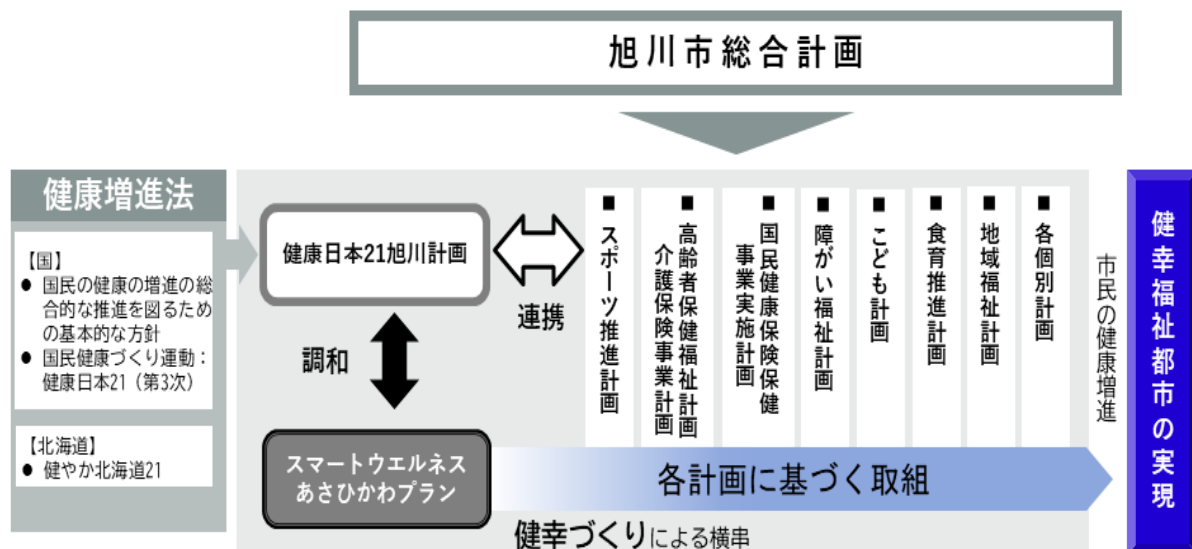 旭川市総合計画
健康増進法
【国】
● 国民の健康の増進の総
合的な推進を図るため
の基本的な方針
● 国民健康づくり運動：
健康日本21（第3次）
【北海道】
● 健やか北海道21
健康日本21旭川計画
連携
調和
スマートウエルネス
あさひかわプラン
■ スポーツ推進計画
■ 高齢者保健福祉計画
介護保険事業計画
■ 国民健康保険保健
事業実施計画
■ 障がい福祉計画
■ こども計画
■ 食育推進計画
■ 地域福祉計画
■ 各個別計画
各計画に基づく取組
健幸づくりによる横串
市民の健康増進
健幸福祉都市の実現